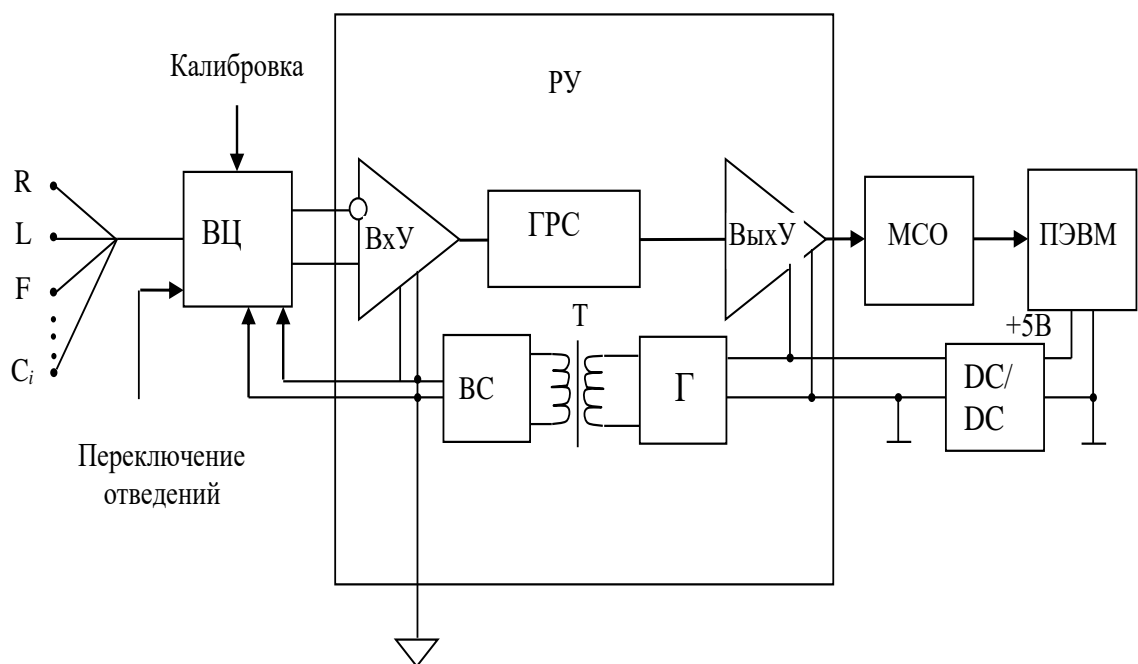 Калибровка
РУ
R
L
F
Ci
ВЦ
ВхУ
ГРС
ВыхУ
МСО
ПЭВМ
Т
+5В
ВС
Г
DC/
DC
Переключение
отведений